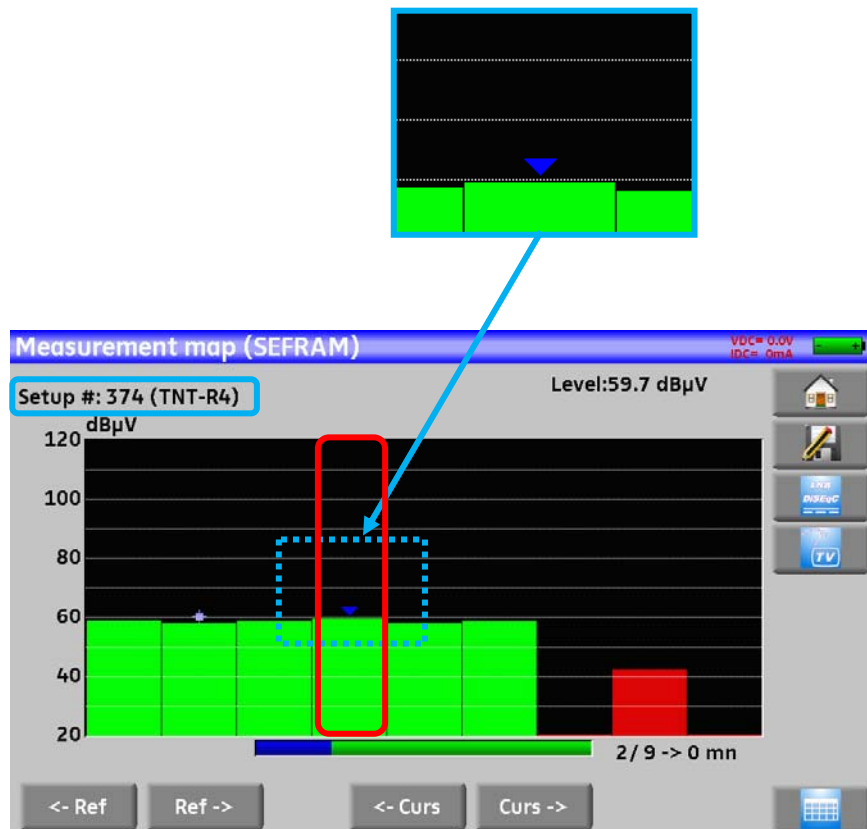 Measurement map (SEFRAM)
VDC= 0.0V
IDC= 0mA
- +
Setup #: 374 (TNT-R4)
Level:59.7 dBµV
dBµV
120
100
80
60
40
20
LNB
DiSEqC
TV
2/ 9 -> 0 mn
<- Ref
Ref ->
<- Curs
Curs ->